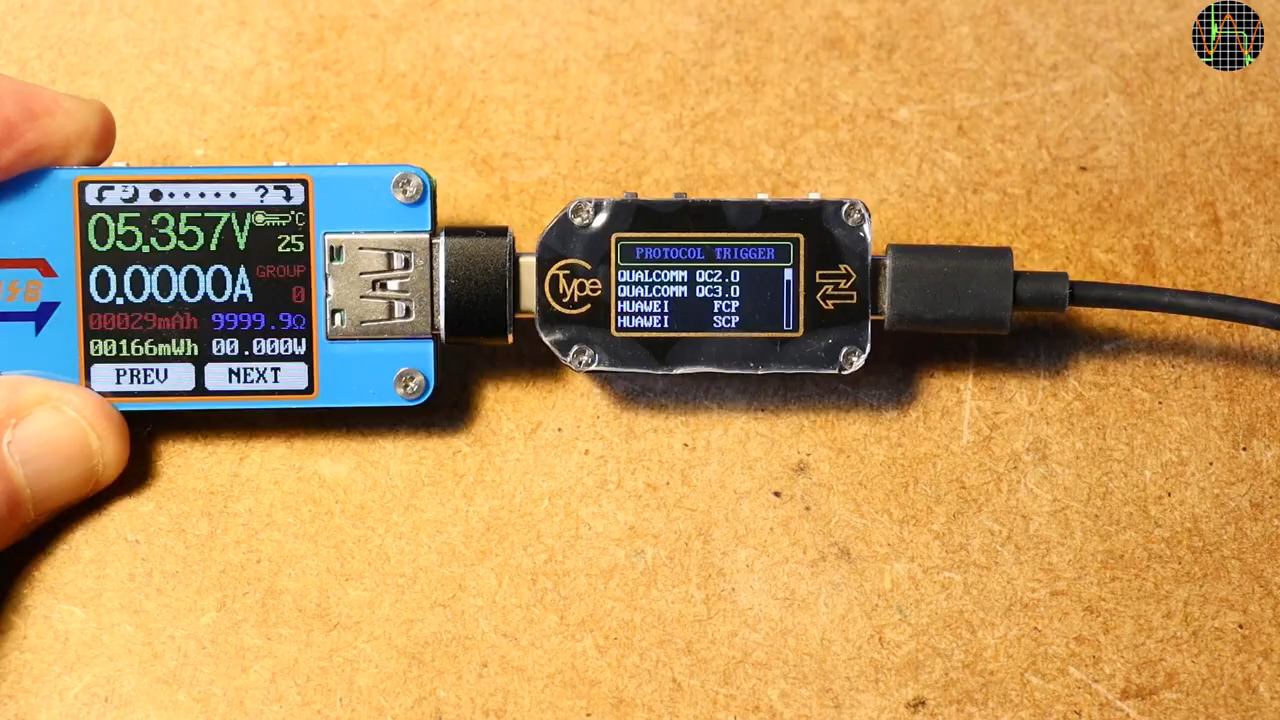 05.357V
°C
25
0.0000A
GROUP
0
00029mAh 9999.9Ω
00166mWh 00.000W
PREV NEXT
Type
PROTOCOL TRIGGER
QUALCOMM QC2.0
QUALCOMM QC3.0
HUAWEI FCP
HUAWEI SCP